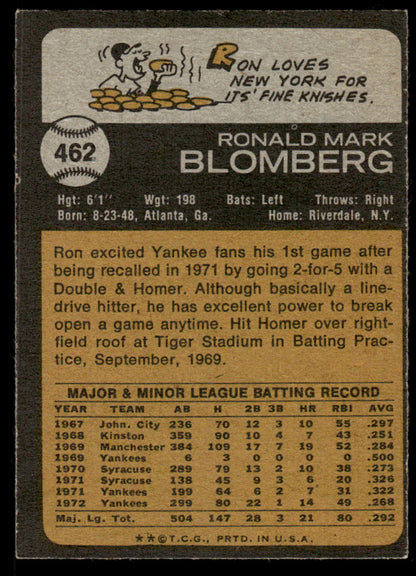 RON LOVES
NEW YORK FOR
ITS' FINE KNISHES.
462
RONALD MARK
BLOMBERG
Hgt: 6'1" Wgt: 198 Bats: Left Throws: Right
Born: 8-23-48, Atlanta, Ga. Home: Riverdale, N.Y.
Ron excited Yankee fans his 1st game after
being recalled in 1971 by going 2-for-5 with a
Double & Homer. Although basically a line-
drive hitter, he has excellent power to break
open a game anytime. Hit Homer over right-
field roof at Tiger Stadium in Batting Prac-
tice, September, 1969.
MAJOR & MINOR LEAGUE BATTING RECORD
YEAR TEAM AB H 2B 3B HR RBI AVG
1967 John. City 236 70 12 3 10 55 .297
1968 Kinston 359 90 10 4 7 43 .251
1969 Manchester 384 109 17 7 19 52 .284
1969 Yankees 6 3 0 0 0 0 .500
1970 Syracuse 289 79 13 2 10 38 .273
1971 Syracuse 138 45 9 3 6 20 .326
1971 Yankees 199 64 6 2 7 31 .322
1972 Yankees 299 80 22 1 14 49 .268
Maj. Lg. Tot. 504 147 28 3 21 80 .292
**©T.C.G., PRTD. IN U.S.A.